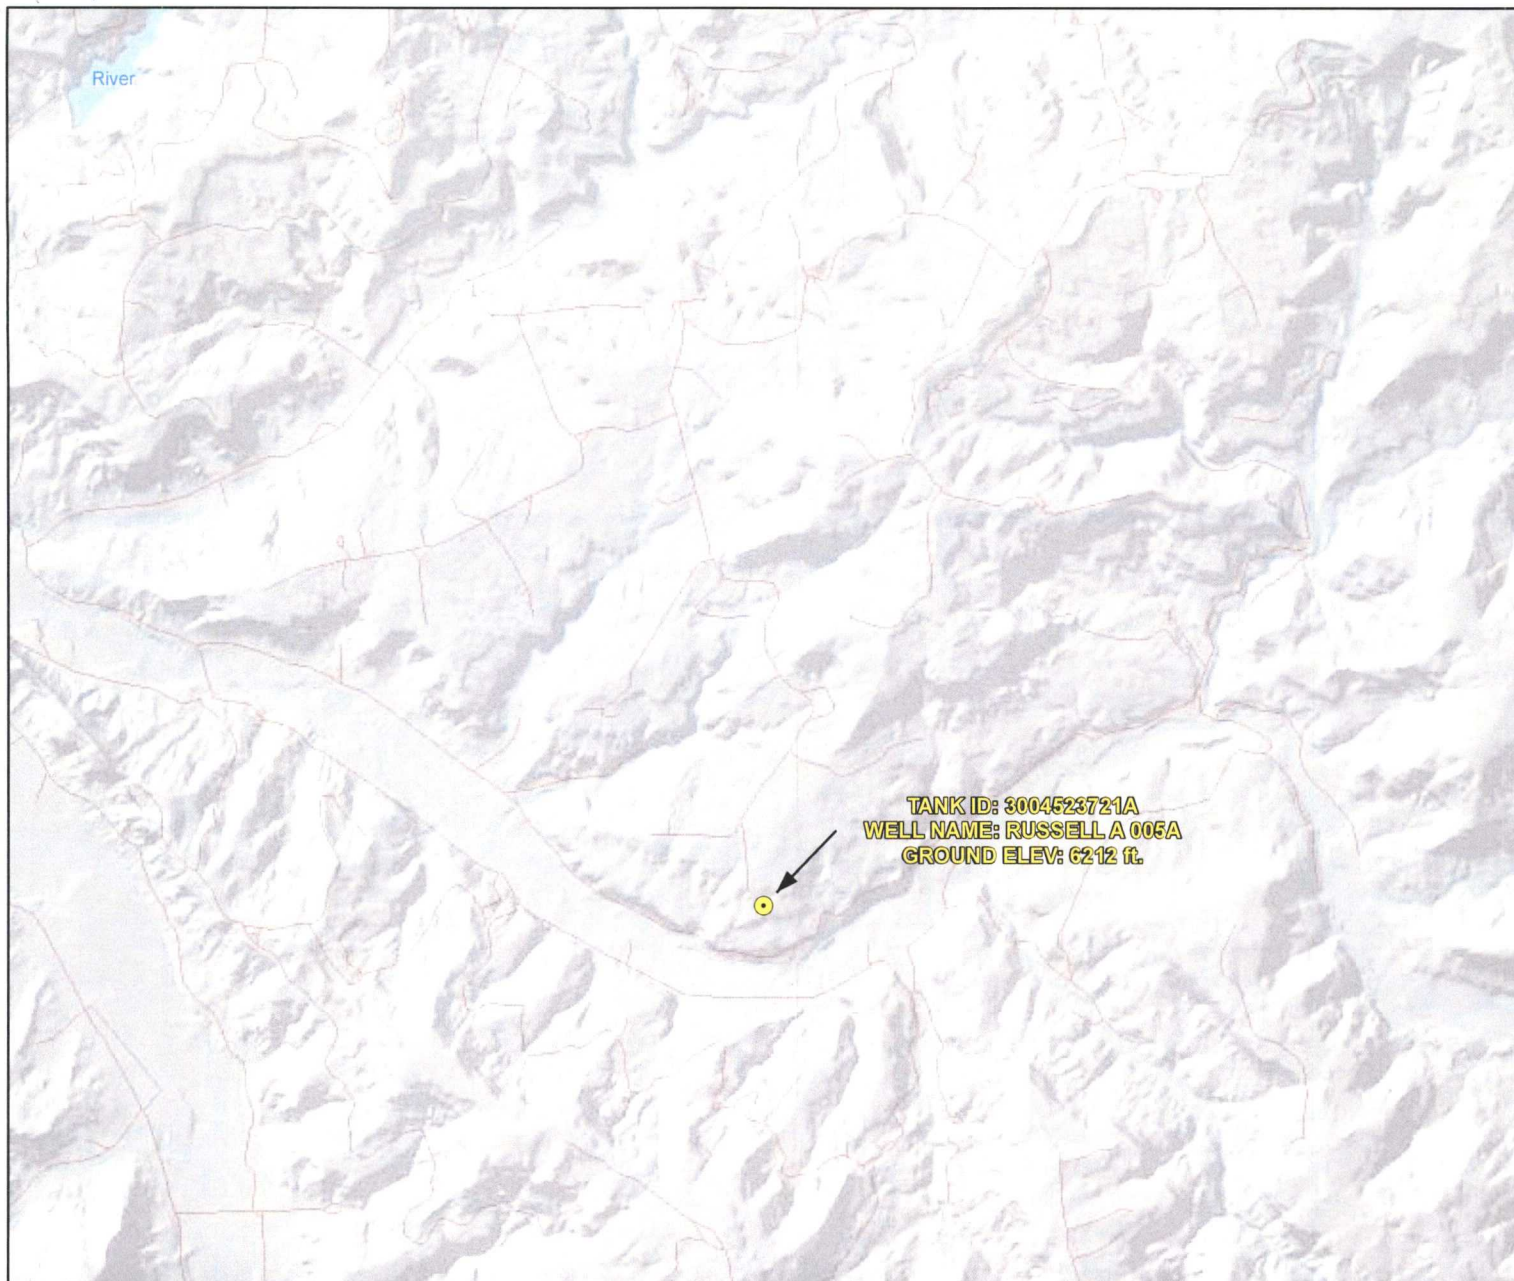 River
TANK ID: 3004523721A
WELL NAME: RUSSELL A 005A
GROUND ELEV: 6212 ft.